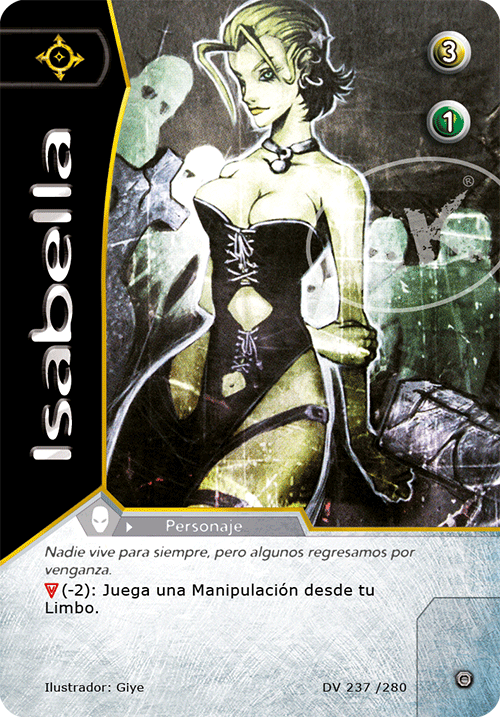 3
1
Isabella
Personaje
Nadie vive para siempre, pero algunos regresamos por
venganza.
(-2): Juega una Manipulación desde tu
Limbo.
Ilustrador: Giye
DV 237 /280